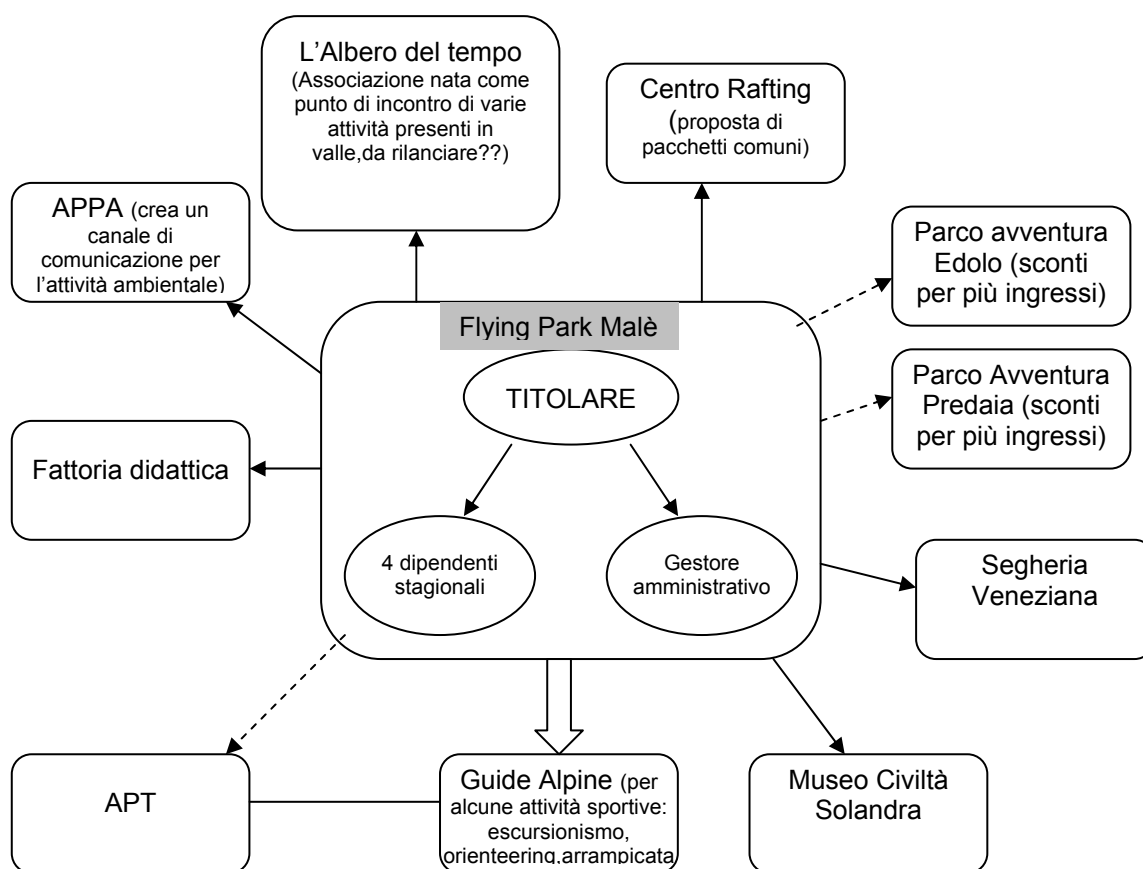 L'Albero del tempo
(Associazione nata come
punto di incontro di varie
attività presenti in
valle,da rilanciare??)
Centro Rafting
(proposta di
pacchetti comuni)
APPA (crea un
canale di
comunicazione per
l'attività ambientale)
Parco avventura
Edolo (sconti
per più ingressi)
Flying Park Malè
TITOLARE
Parco Avventura
Predaia (sconti
per più ingressi)
Fattoria didattica
4 dipendenti
stagionali
Gestore
amministrativo
Segheria
Veneziana
APT
Guide Alpine (per
alcune attività sportive:
escursionismo,
orienteering,arrampicata
Museo Civiltà
Solandra